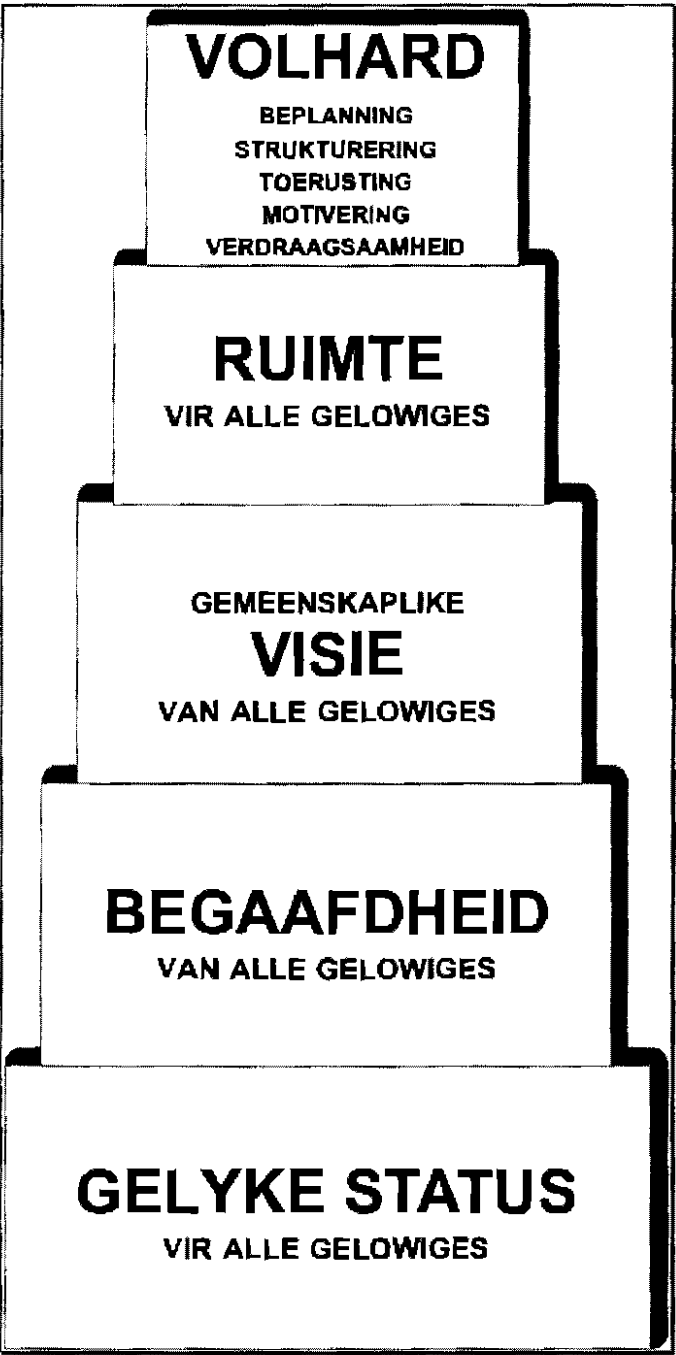 VOLHARD
BEPLANNING
STRUKTURERING
TOERUSTING
MOTIVERING
VERDRAAGSAAMHEID
RUIMTE
VIR ALLE GELOWIGES
GEMEENSKAPLIKE
VISIE
VAN ALLE GELOWIGES
BEGAAFDHEID
VAN ALLE GELOWIGES
GELYKE STATUS
VIR ALLE GELOWIGES